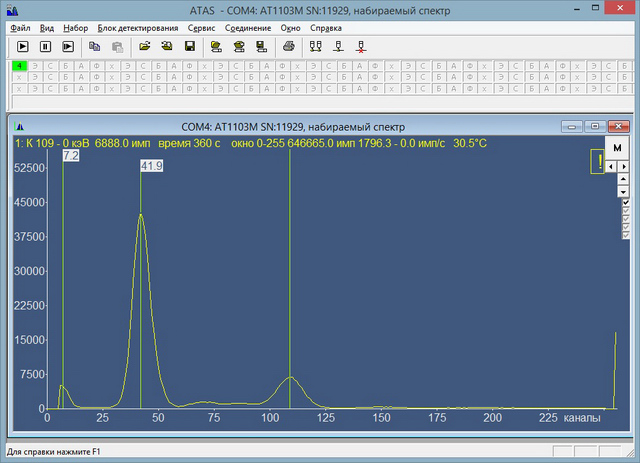 ATAS - COM4: AT1103M SN:11929, набираемый спектр
Файл Вид Набор Блок детектирования Сервис Соединение Окно Справка
4 Э С Б А Ф х Э С Б А Ф х Э С Б А Ф х Э С Б А Ф х Э С Б А Ф х Э С Б А Ф
х Э С Б А Ф х Э С Б А Ф х Э С Б А Ф х Э С Б А Ф х Э С Б А Ф х Э С Б А Ф
х Э С Б А Ф х Э С Б А Ф х Э С Б А Ф х Э С Б А Ф х Э С Б А Ф х Э С Б А Ф
COM4: AT1103M SN:11929, набираемый спектр
1: К 109 - 0 кэВ 6888.0 имп время 360 с окно 0-255 646665.0 имп 1796.3 - 0.0 имп/с 30.5°C
! М
7.2
41.9
52500
45000
37500
30000
22500
15000
7500
0
0 25 50 75 100 125 150 175 200 225 каналы
Для справки нажмите F1